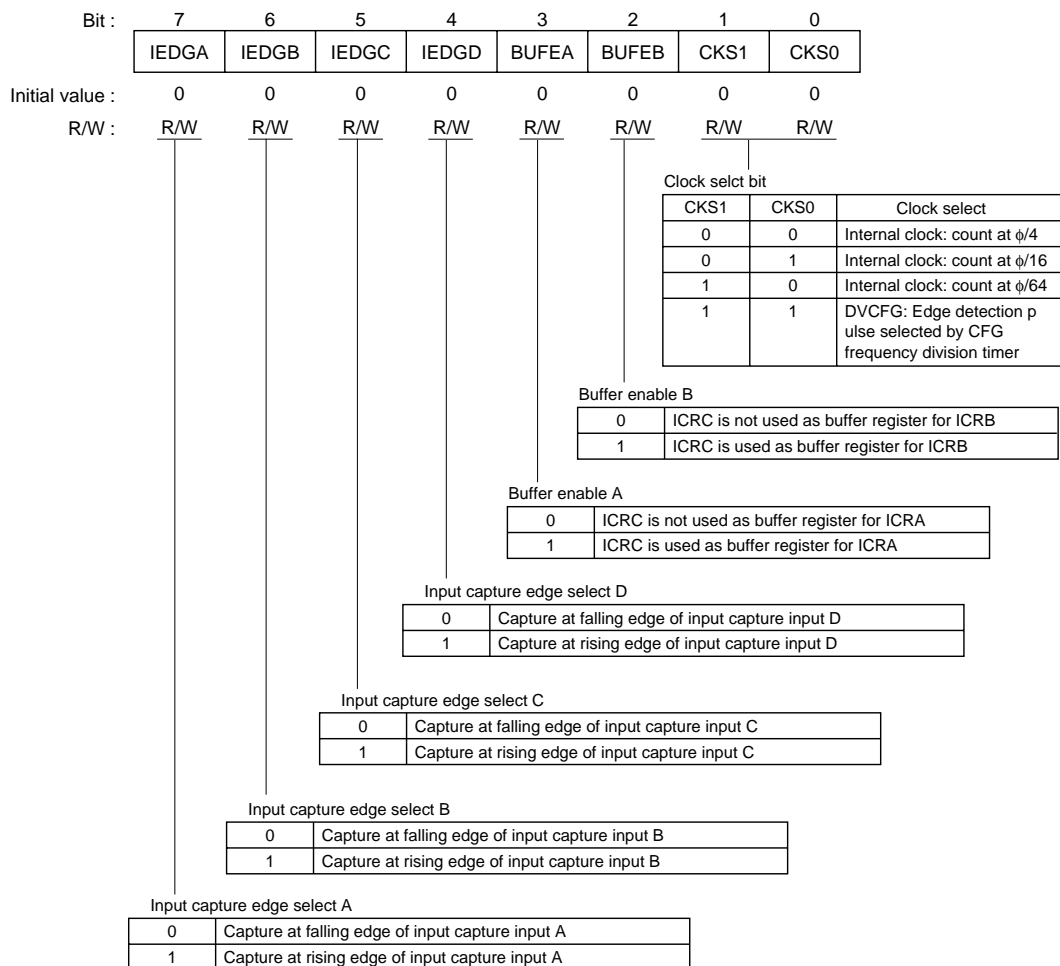 Bit : 7 6 5 4 3 2 1 0
IEDGA IEDGB IEDGC IEDGD BUFEA BUFEB CKS1 CKS0
Initial value : 0 0 0 0 0 0 0 0
R/W : R/W R/W R/W R/W R/W R/W R/W R/W
Clock selct bit
CKS1 CKS0 Clock select
0 0 Internal clock: count at ϕ/4
0 1 Internal clock: count at ϕ/16
1 0 Internal clock: count at ϕ/64
1 1 DVCFG: Edge detection p
ulse selected by CFG
frequency division timer
Buffer enable B
0 ICRC is not used as buffer register for ICRB
1 ICRC is used as buffer register for ICRB
Buffer enable A
0 ICRC is not used as buffer register for ICRA
1 ICRC is used as buffer register for ICRA
Input capture edge select D
0 Capture at falling edge of input capture input D
1 Capture at rising edge of input capture input D
Input capture edge select C
0 Capture at falling edge of input capture input C
1 Capture at rising edge of input capture input C
Input capture edge select B
0 Capture at falling edge of input capture input B
1 Capture at rising edge of input capture input B
Input capture edge select A
0 Capture at falling edge of input capture input A
1 Capture at rising edge of input capture input A